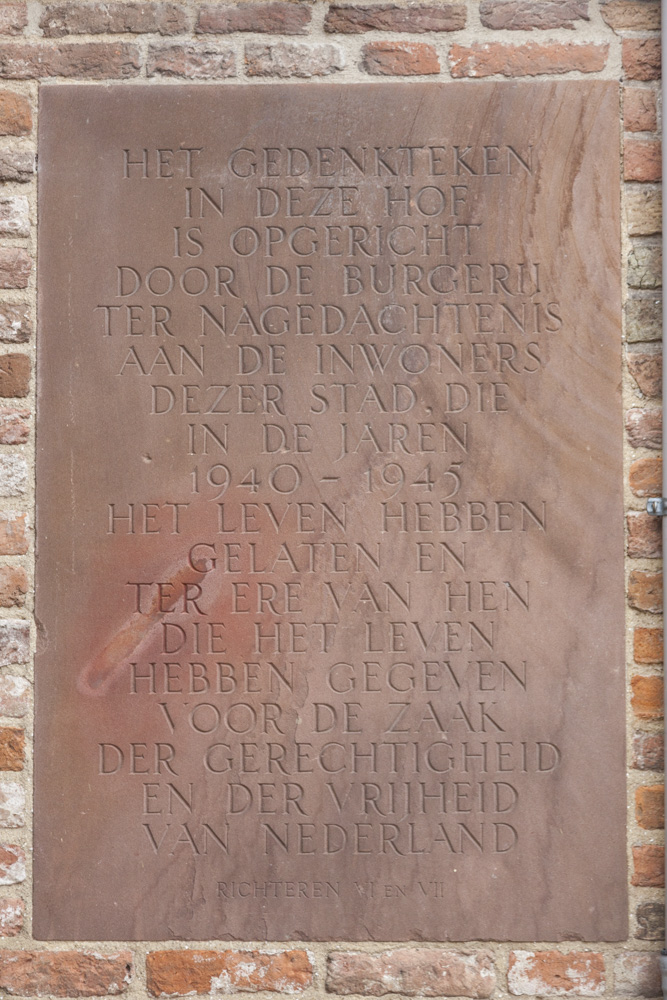 HET GEDENKTEKEN
IN DEZE HOF
IS OPGERICHT
DOOR DE BURGERIJ
TER NAGEDACHTENIS
AAN DE INWONERS
DEZER STAD, DIE
IN DE JAREN
1940 – 1945
HET LEVEN HEBBEN
GELATEN EN
TER ERE VAN HEN
DIE HET LEVEN
HEBBEN GEGEVEN
VOOR DE ZAAK
DER GERECHTIGHEID
EN DER VRIJHEID
VAN NEDERLAND
RICHTEREN VI EN VII